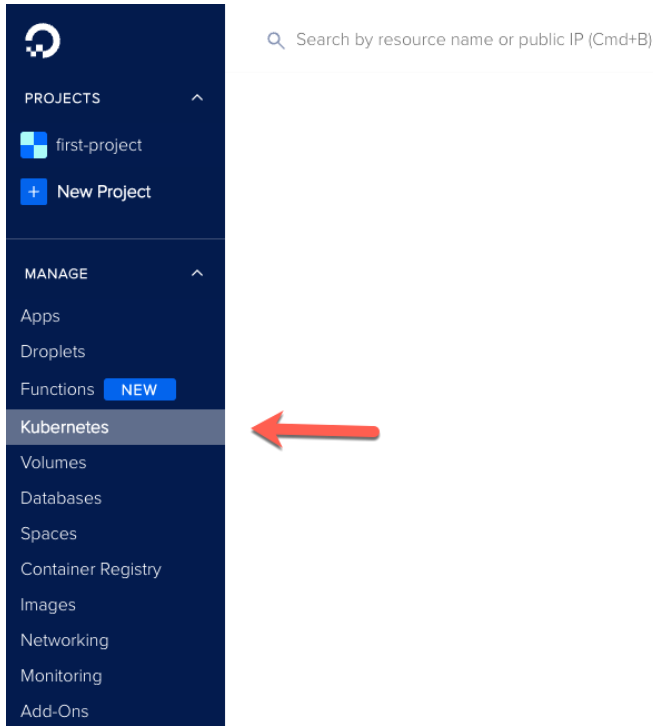 Search by resource name or public IP (Cmd+B)
PROJECTS
first-project
+ New Project
MANAGE
Apps
Droplets
Functions NEW
Kubernetes
Volumes
Databases
Spaces
Container Registry
Images
Networking
Monitoring
Add-Ons